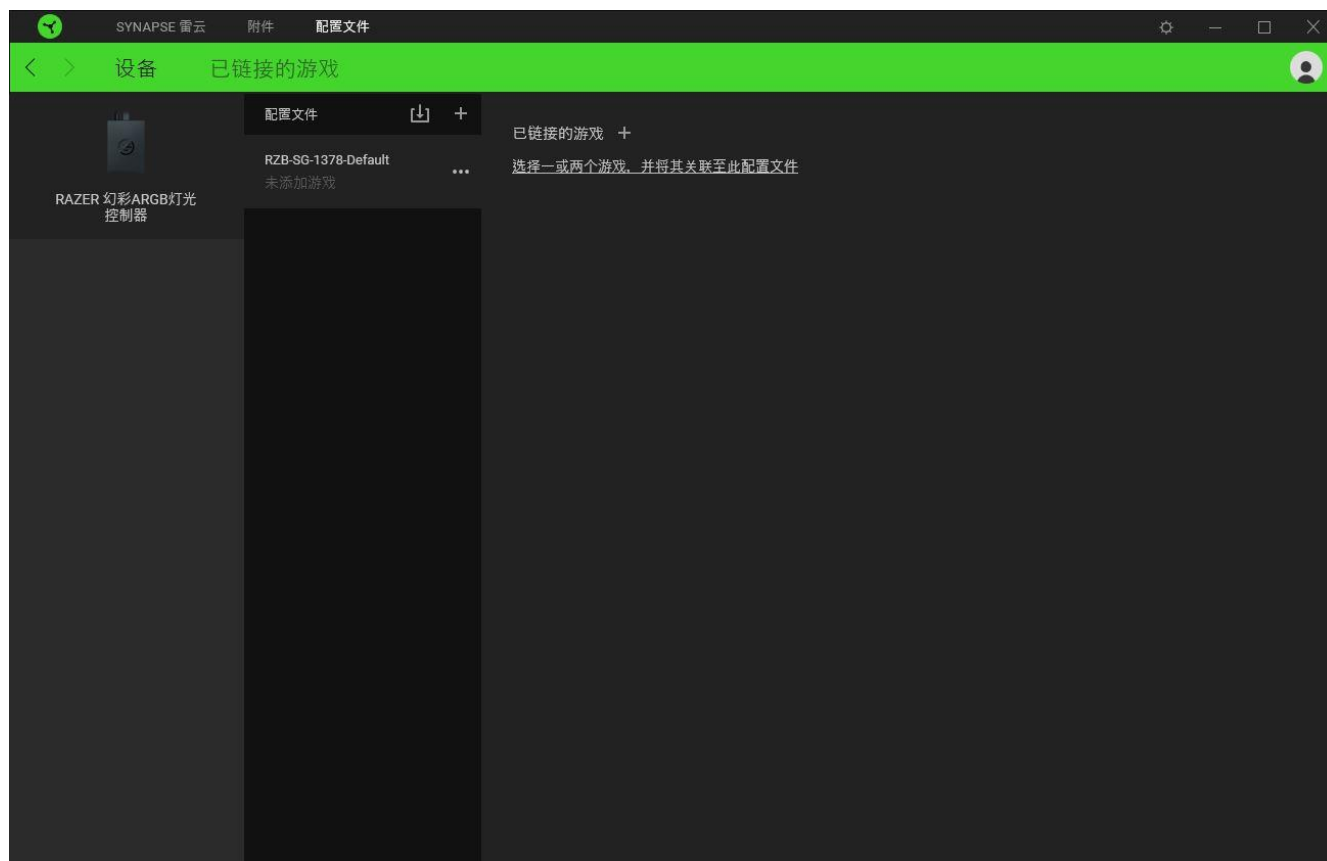 SYNAPSE 雷云 附件 配置文件
设备 已链接的游戏
RAZER 幻彩ARGB灯光
控制器
配置文件
RZB-SG-1378-Default
未添加游戏
已链接的游戏
选择一或两个游戏，并将其关联至此配置文件